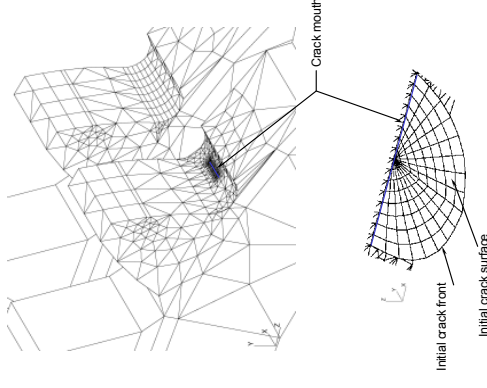 Crack mouth
Initial crack front
Initial crack surface
Y
X
Z
Y
X
Z